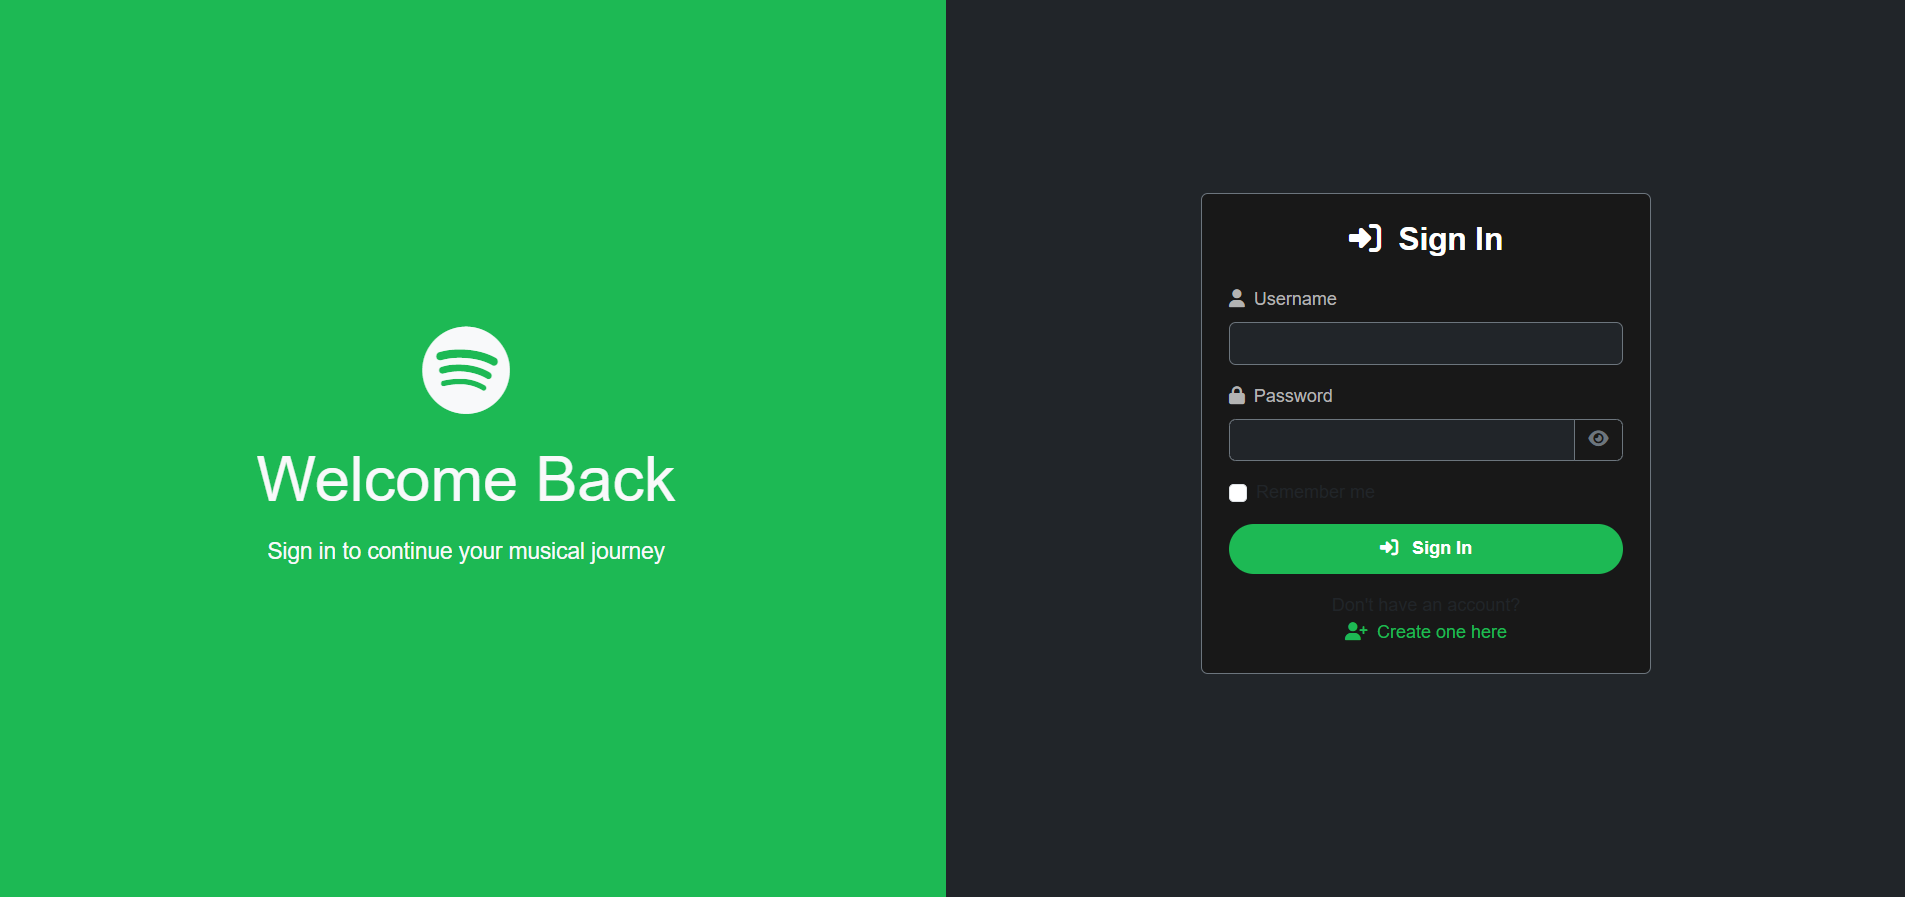 Welcome Back
Sign in to continue your musical journey
Sign In
Username
Password
Remember me
Sign In
Don't have an account?
Create one here